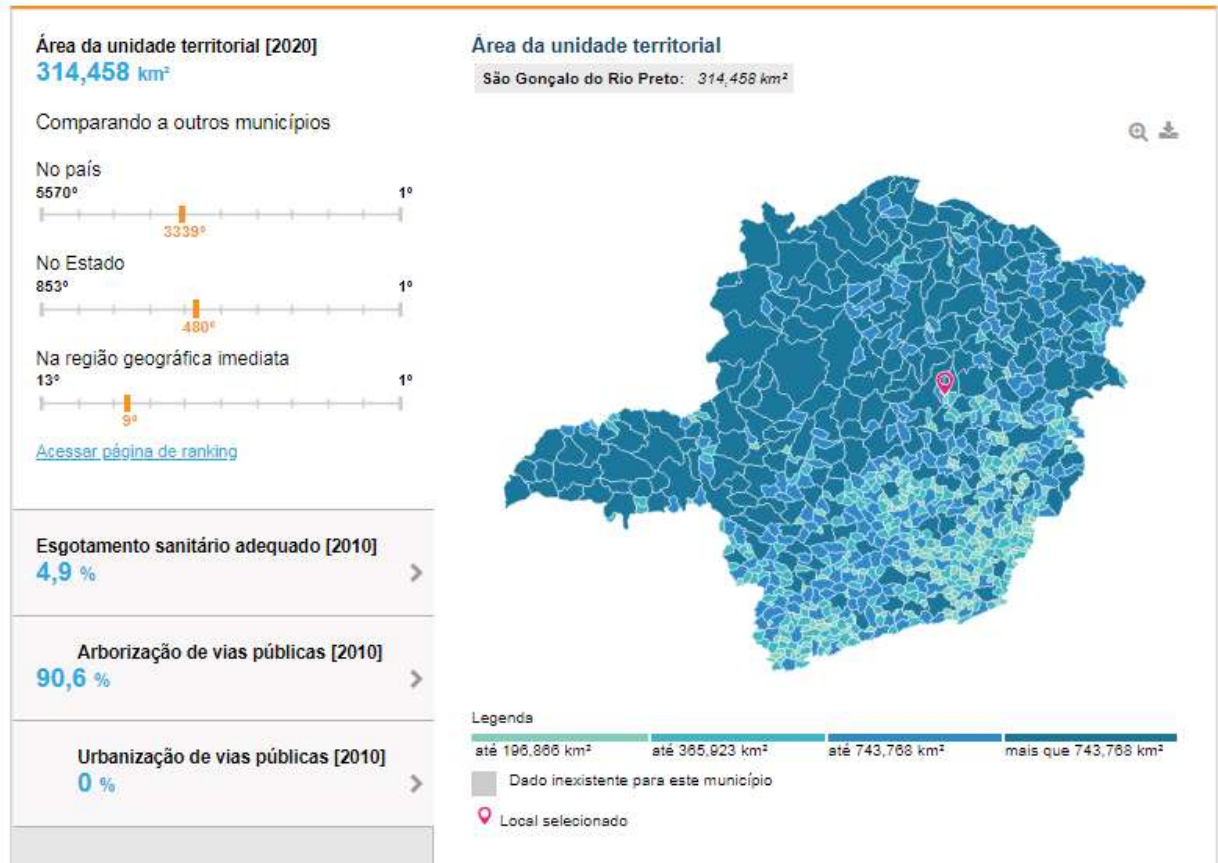 Área da unidade territorial [2020]
314,458 km²
Comparando a outros municípios
No país
5570º 1º
3339º
No Estado
853º 1º
480º
Na região geográfica imediata
13º 1º
9º
Acessar página de ranking
Esgotamento sanitário adequado [2010]
4,9 %
Arborização de vias públicas [2010]
90,6 %
Urbanização de vias públicas [2010]
0 %
Área da unidade territorial
São Gonçalo do Rio Preto: 314,458 km²
Legenda
até 196,866 km² até 365,923 km² até 743,768 km² mais que 743,768 km²
Dado inexistente para este município
Local selecionado